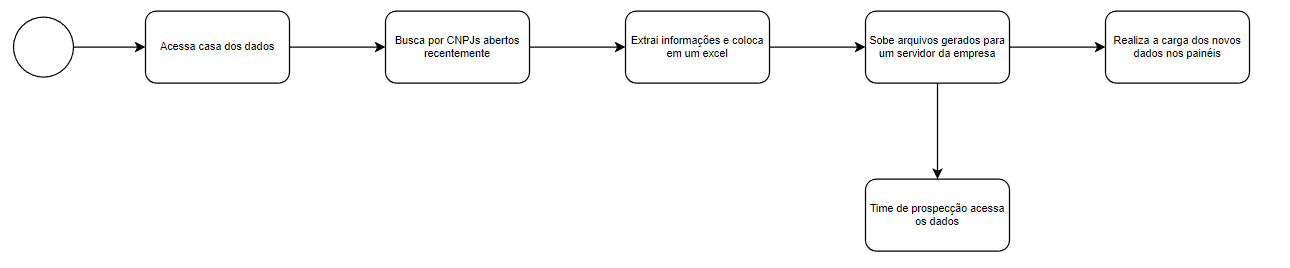 Acessa casa dos dados
Busca por CNPJs abertos
recentemente
Extrai informações e coloca
em um excel
Sobe arquivos gerados para
um servidor da empresa
Realiza a carga dos novos
dados nos painéis
Time de prospecção acessa
os dados